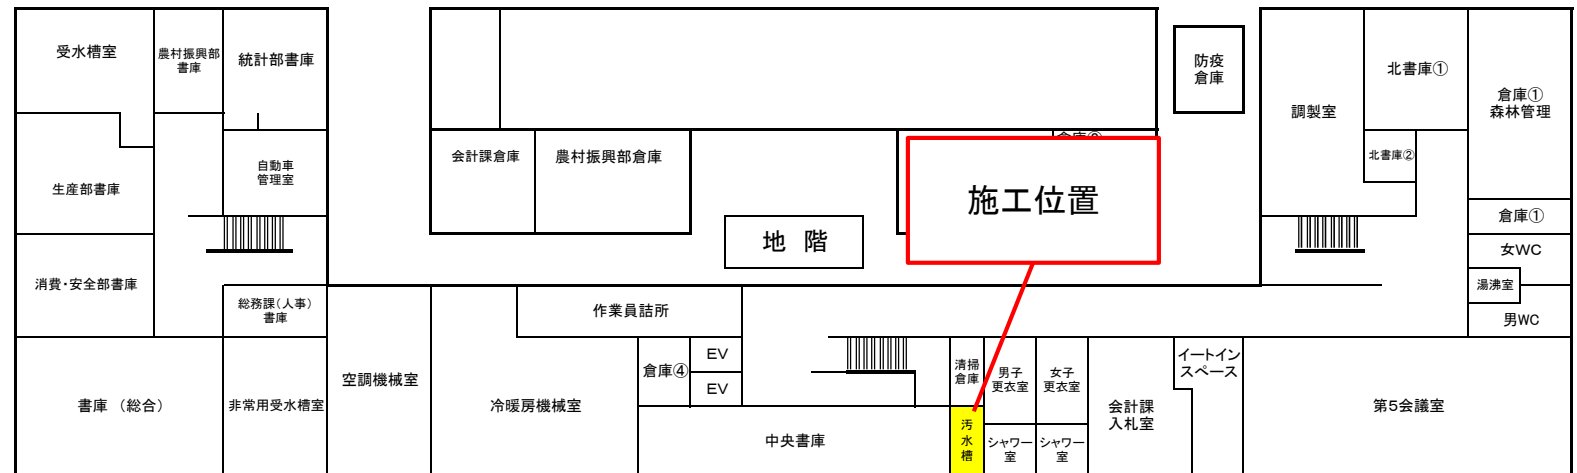 受水槽室
農村振興部
書庫
統計部書庫
防疫
倉庫
調製室
北書庫①
倉庫①
森林管理
会計課倉庫
農村振興部倉庫
北書庫②
自動車
管理室
生産部書庫
施工位置
倉庫①
地 階
女WC
消費・安全部書庫
湯沸室
総務課(人事)
書庫
作業員詰所
男WC
空調機械室
倉庫④
EV
EV
清掃
倉庫
男子
更衣室
女子
更衣室
イートイン
スペース
書庫 (総合)
非常用受水槽室
冷暖房機械室
会計課
入札室
第5会議室
中央書庫
汚
水
槽
シャワー
室
シャワー
室